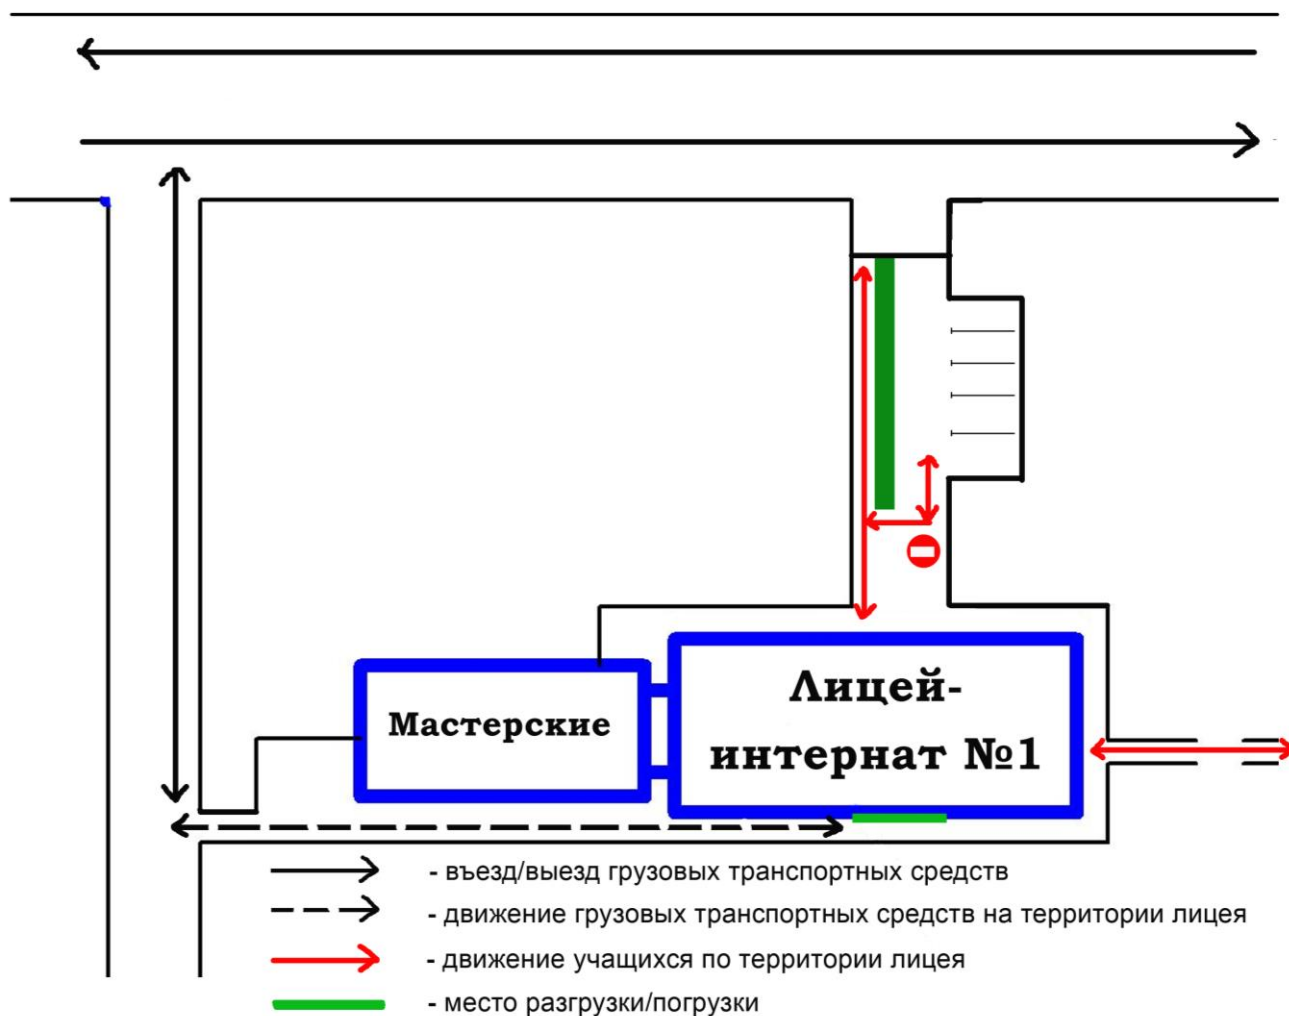 Лицей-
Мастерские
интернат №1
- въезд/выезд грузовых транспортных средств
- движение грузовых транспортных средств на территории лицея
- движение учащихся по территории лицея
- место разгрузки/погрузки